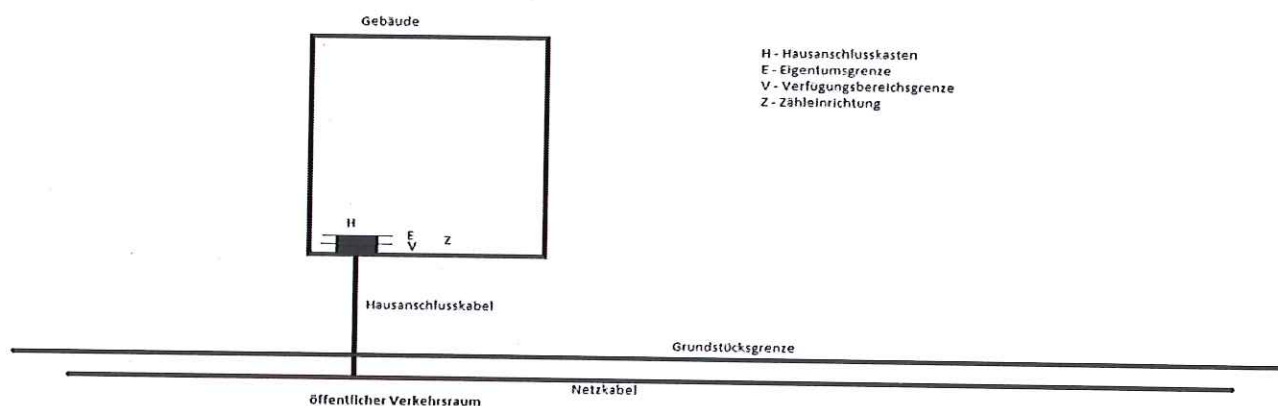 Gebäude
H - Hausanschlusskasten
E - Eigentumsgrenze
V - Verfügungsbereichsgrenze
Z - Zähleinrichtung
H
E
V
Z
Hausanschlusskabel
Grundstücksgrenze
Netzkabel
öffentlicher Verkehrsraum